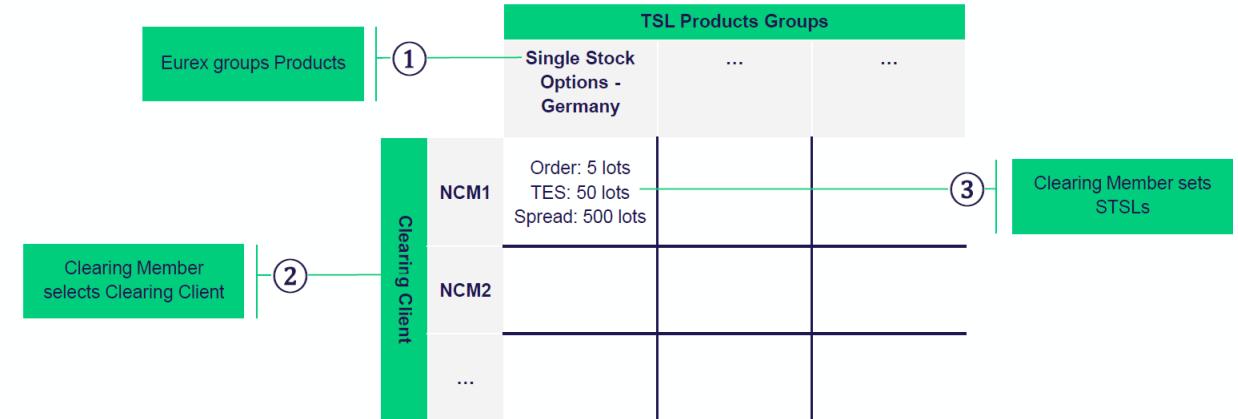 TSL Products Groups
Eurex groups Products
1
Single Stock
Options -
Germany
...
...
Clearing Client
NCM1
Order: 5 lots
TES: 50 lots
Spread: 500 lots
3
Clearing Member sets
STSLs
Clearing Member
selects Clearing Client
2
NCM2
...